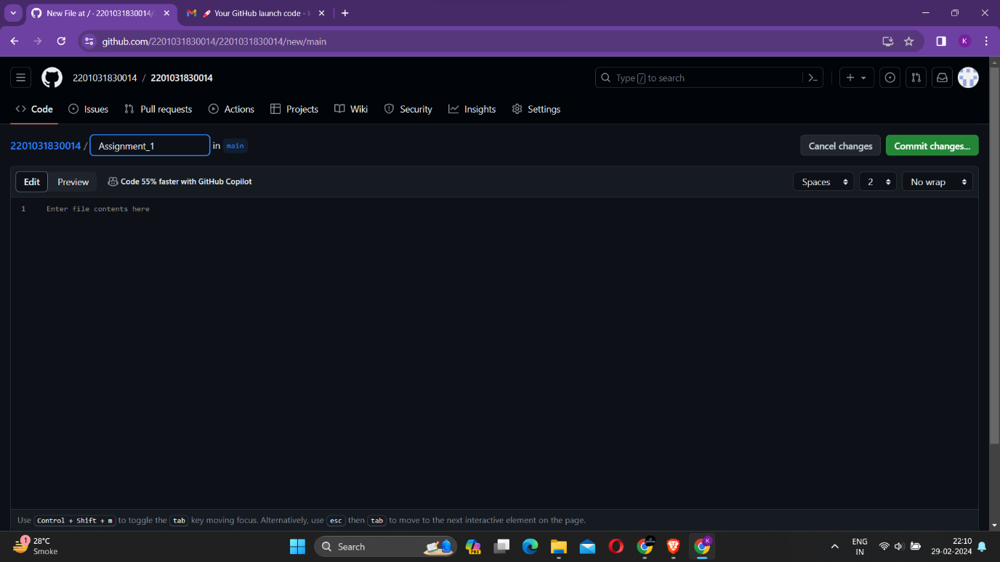 New File at / · 2201031830014/
🚀 Your GitHub launch code -
github.com/2201031830014/2201031830014/new/main
K
2201031830014 / 2201031830014
Type / to search
Code
Issues
Pull requests
Actions
Projects
Wiki
Security
Insights
Settings
2201031830014 / Assignment_1 in main
Cancel changes
Commit changes...
Edit
Preview
Code 55% faster with GitHub Copilot
Spaces
2
No wrap
1 Enter file contents here
Use Control + Shift + m to toggle the tab key moving focus. Alternatively, use esc then tab to move to the next interactive element on the page.
1
28°C
Smoke
Search
PRE
K
ENG
IN
22:10
29-02-2024